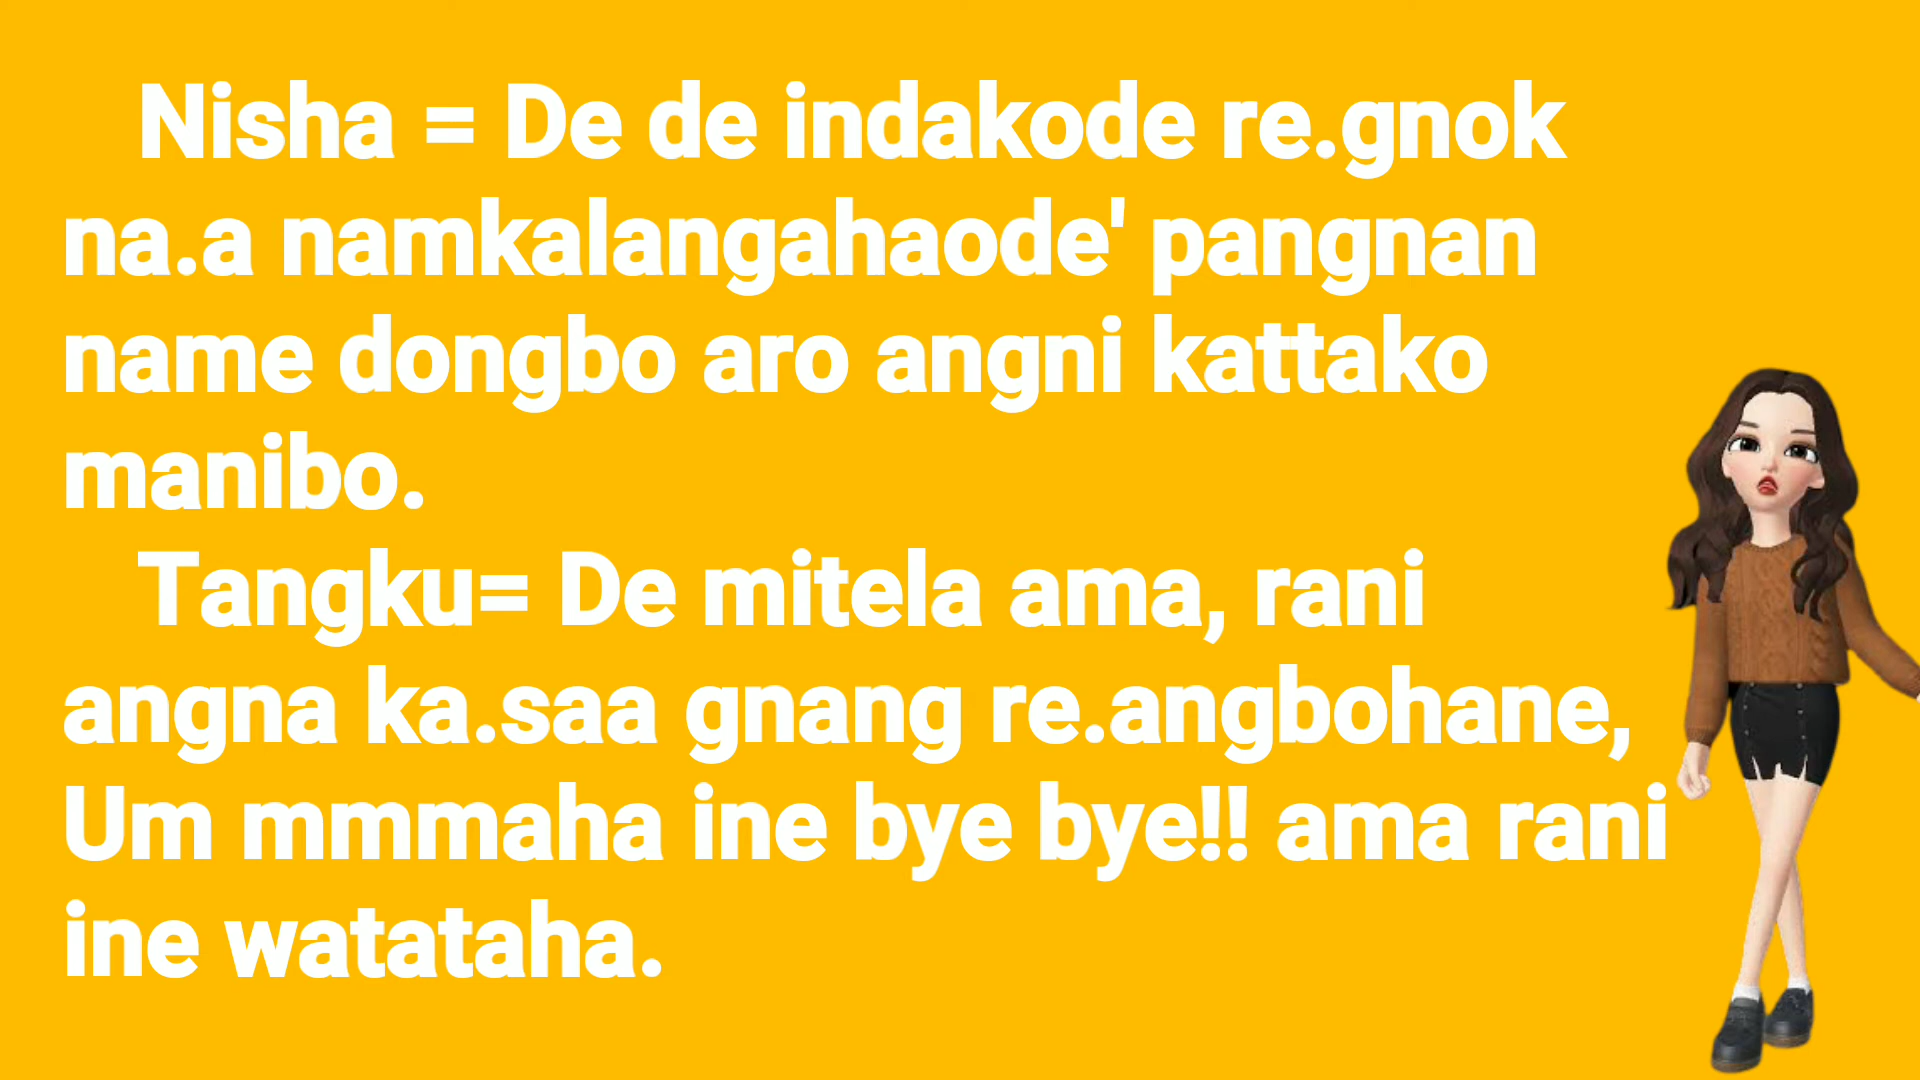 Nisha = De de indakode re.gnok
na.a namkalangahaode' pangnan
name dongbo aro angni kattako
manibo.
Tangku= De mitela ama, rani
angna ka.saa gnang re.angbohane,
Um mmmaha ine bye bye!! ama rani
ine watataha.